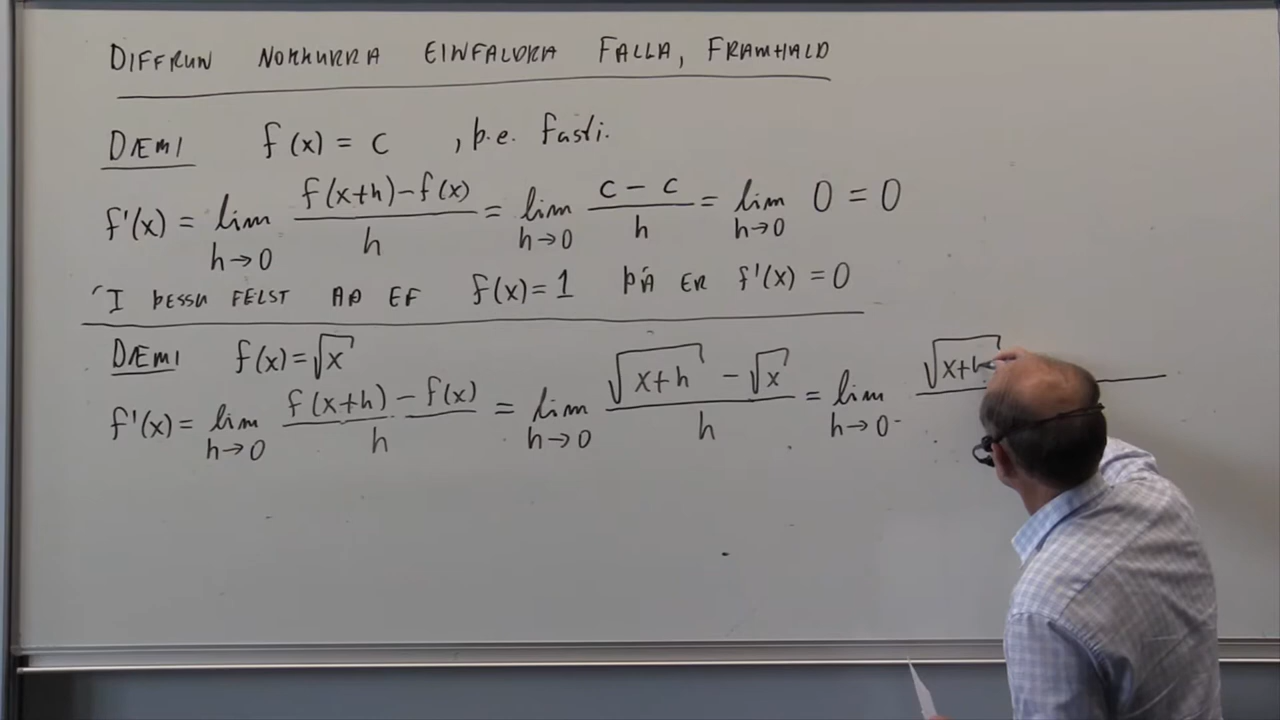 DIFFRUN NOKKURRA EINFALDRA FALLA, FRAMHALD
DÆMI f(x) = c , þ.e. fasti.
f'(x) = lim h→0 (f(x+h) − f(x))/h = lim h→0 (c − c)/h = lim h→0 0 = 0
Í ÞESSU FELST AÐ EF f(x) = 1 ÞÁ ER f'(x) = 0
DÆMI f(x) = √x
f'(x) = lim h→0 (f(x+h) − f(x))/h = lim h→0 (√(x+h) − √x)/h = lim h→0 √(x+h